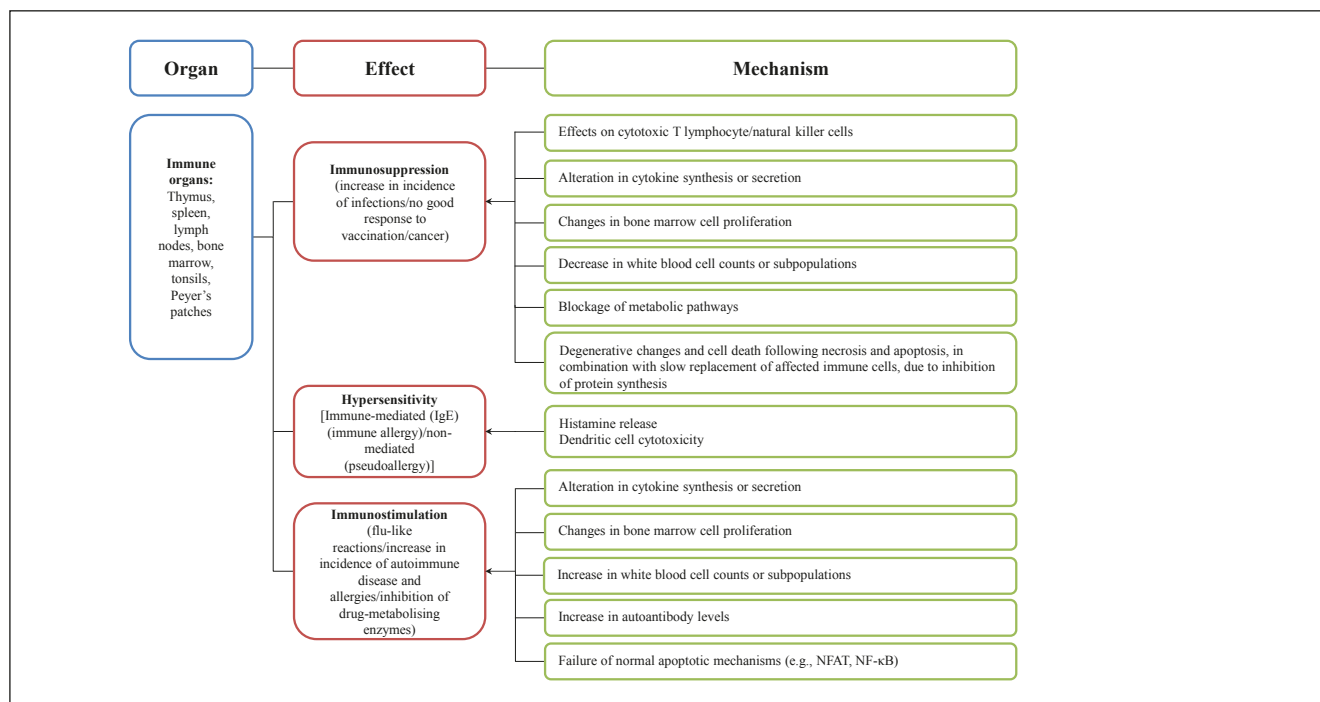 Organ
Effect
Mechanism
Immune
organs:
Thymus,
spleen,
lymph
nodes, bone
marrow,
tonsils,
Peyer’s
patches
Immunosuppression
(increase in incidence
of infections/no good
response to
vaccination/cancer)
Effects on cytotoxic T lymphocyte/natural killer cells
Alteration in cytokine synthesis or secretion
Changes in bone marrow cell proliferation
Decrease in white blood cell counts or subpopulations
Blockage of metabolic pathways
Degenerative changes and cell death following necrosis and apoptosis, in
combination with slow replacement of affected immune cells, due to inhibition
of protein synthesis
Hypersensitivity
[Immune-mediated (IgE)
(immune allergy)/non-
mediated
(pseudoallergy)]
Histamine release
Dendritic cell cytotoxicity
Immunostimulation
(flu-like
reactions/increase in
incidence of autoimmune
disease and
allergies/inhibition of
drug-metabolising
enzymes)
Alteration in cytokine synthesis or secretion
Changes in bone marrow cell proliferation
Increase in white blood cell counts or subpopulations
Increase in autoantibody levels
Failure of normal apoptotic mechanisms (e.g., NFAT, NF-κB)